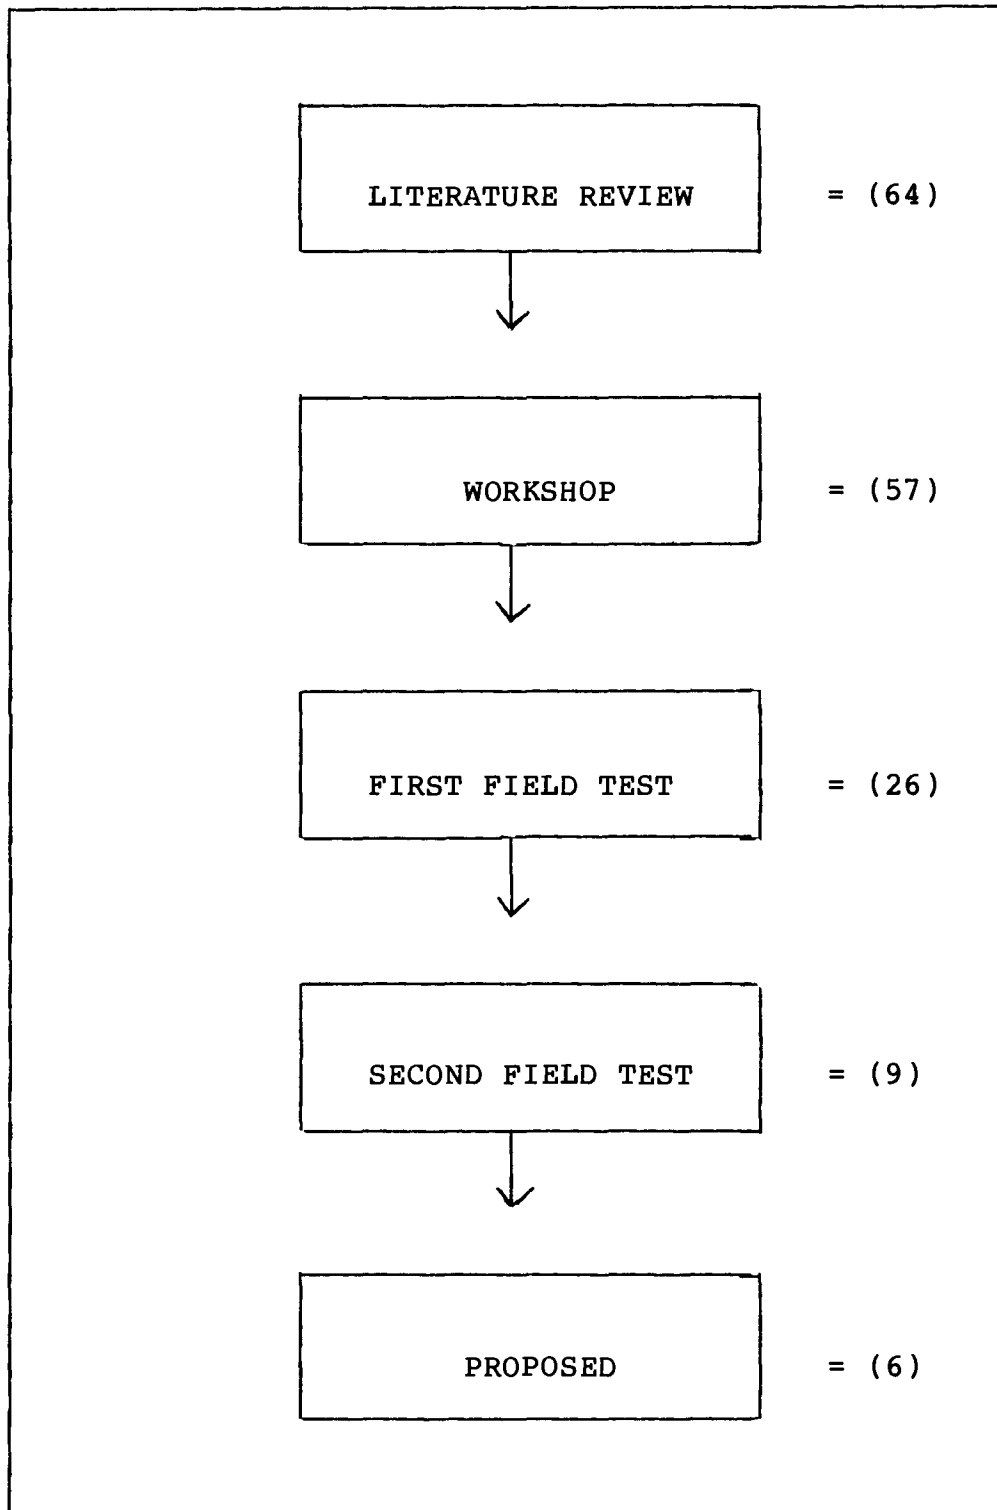 LITERATURE REVIEW = (64)
WORKSHOP = (57)
FIRST FIELD TEST = (26)
SECOND FIELD TEST = (9)
PROPOSED = (6)